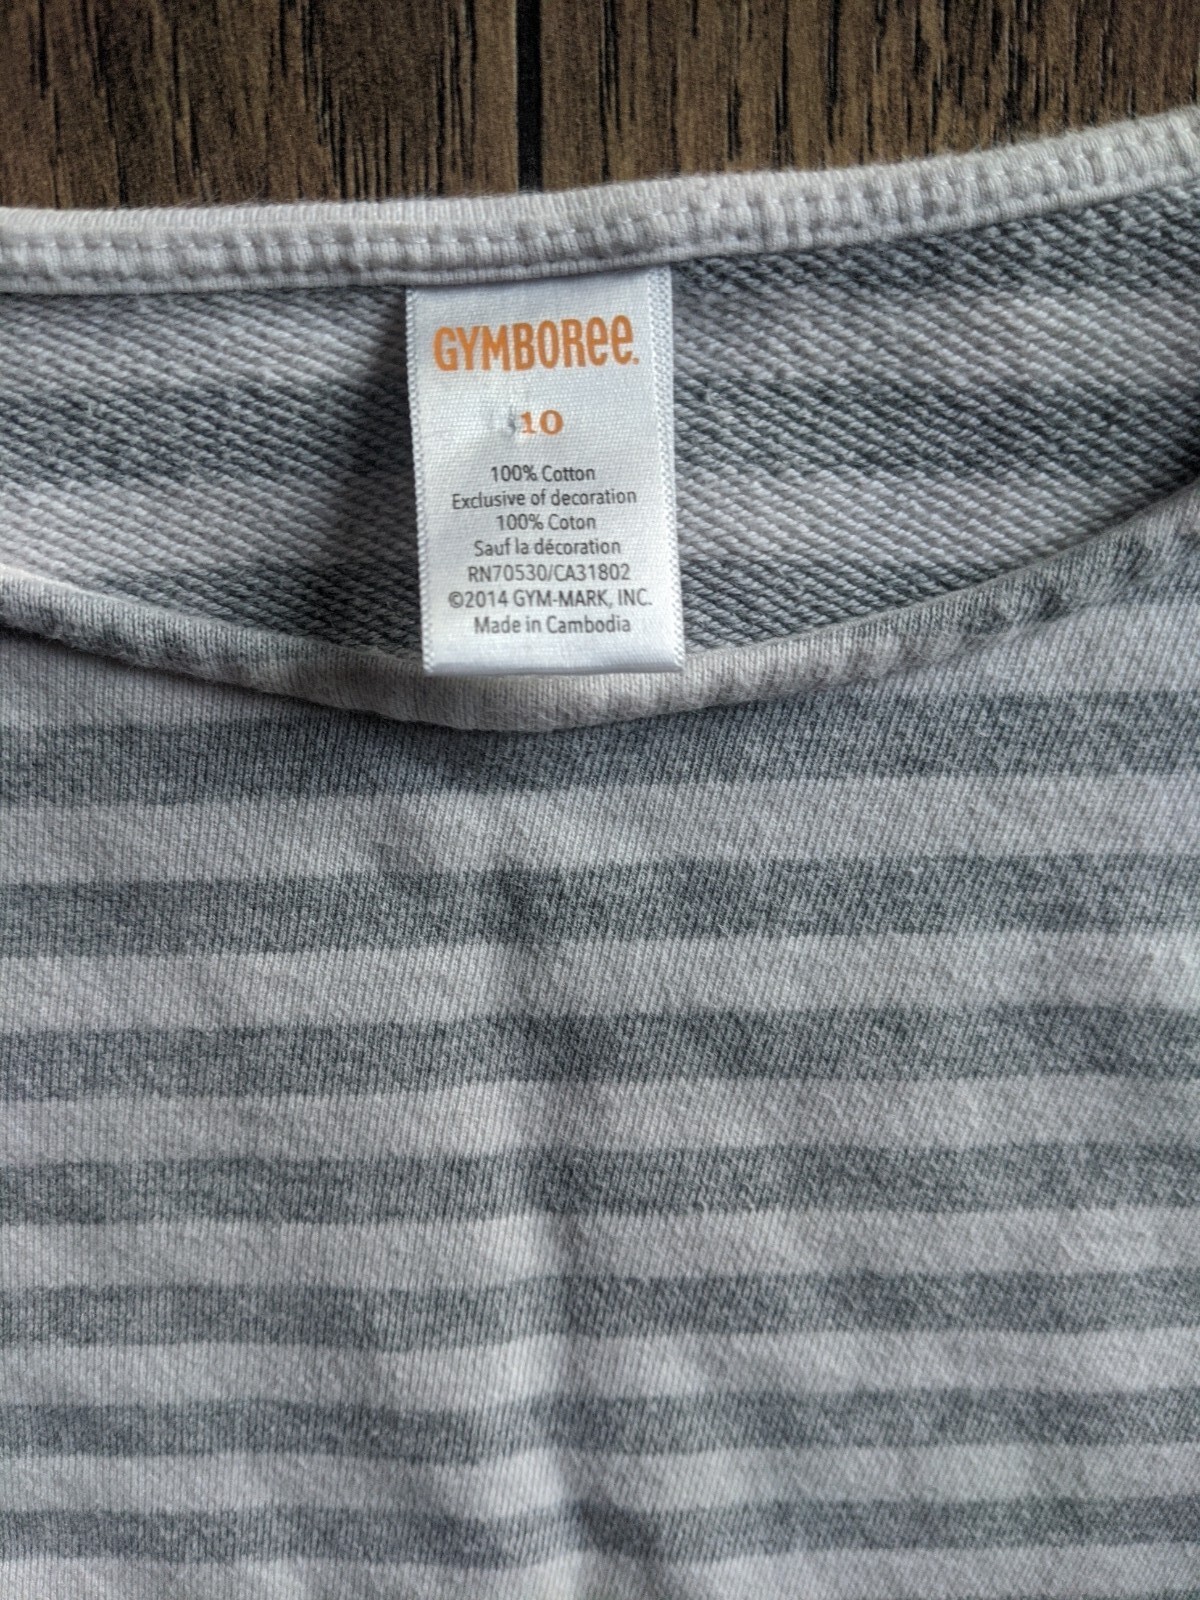 GYMBOREE.
10
100% Cotton
Exclusive of decoration
100% Coton
Sauf la décoration
RN70530/CA31802
©2014 GYM-MARK, INC.
Made in Cambodia